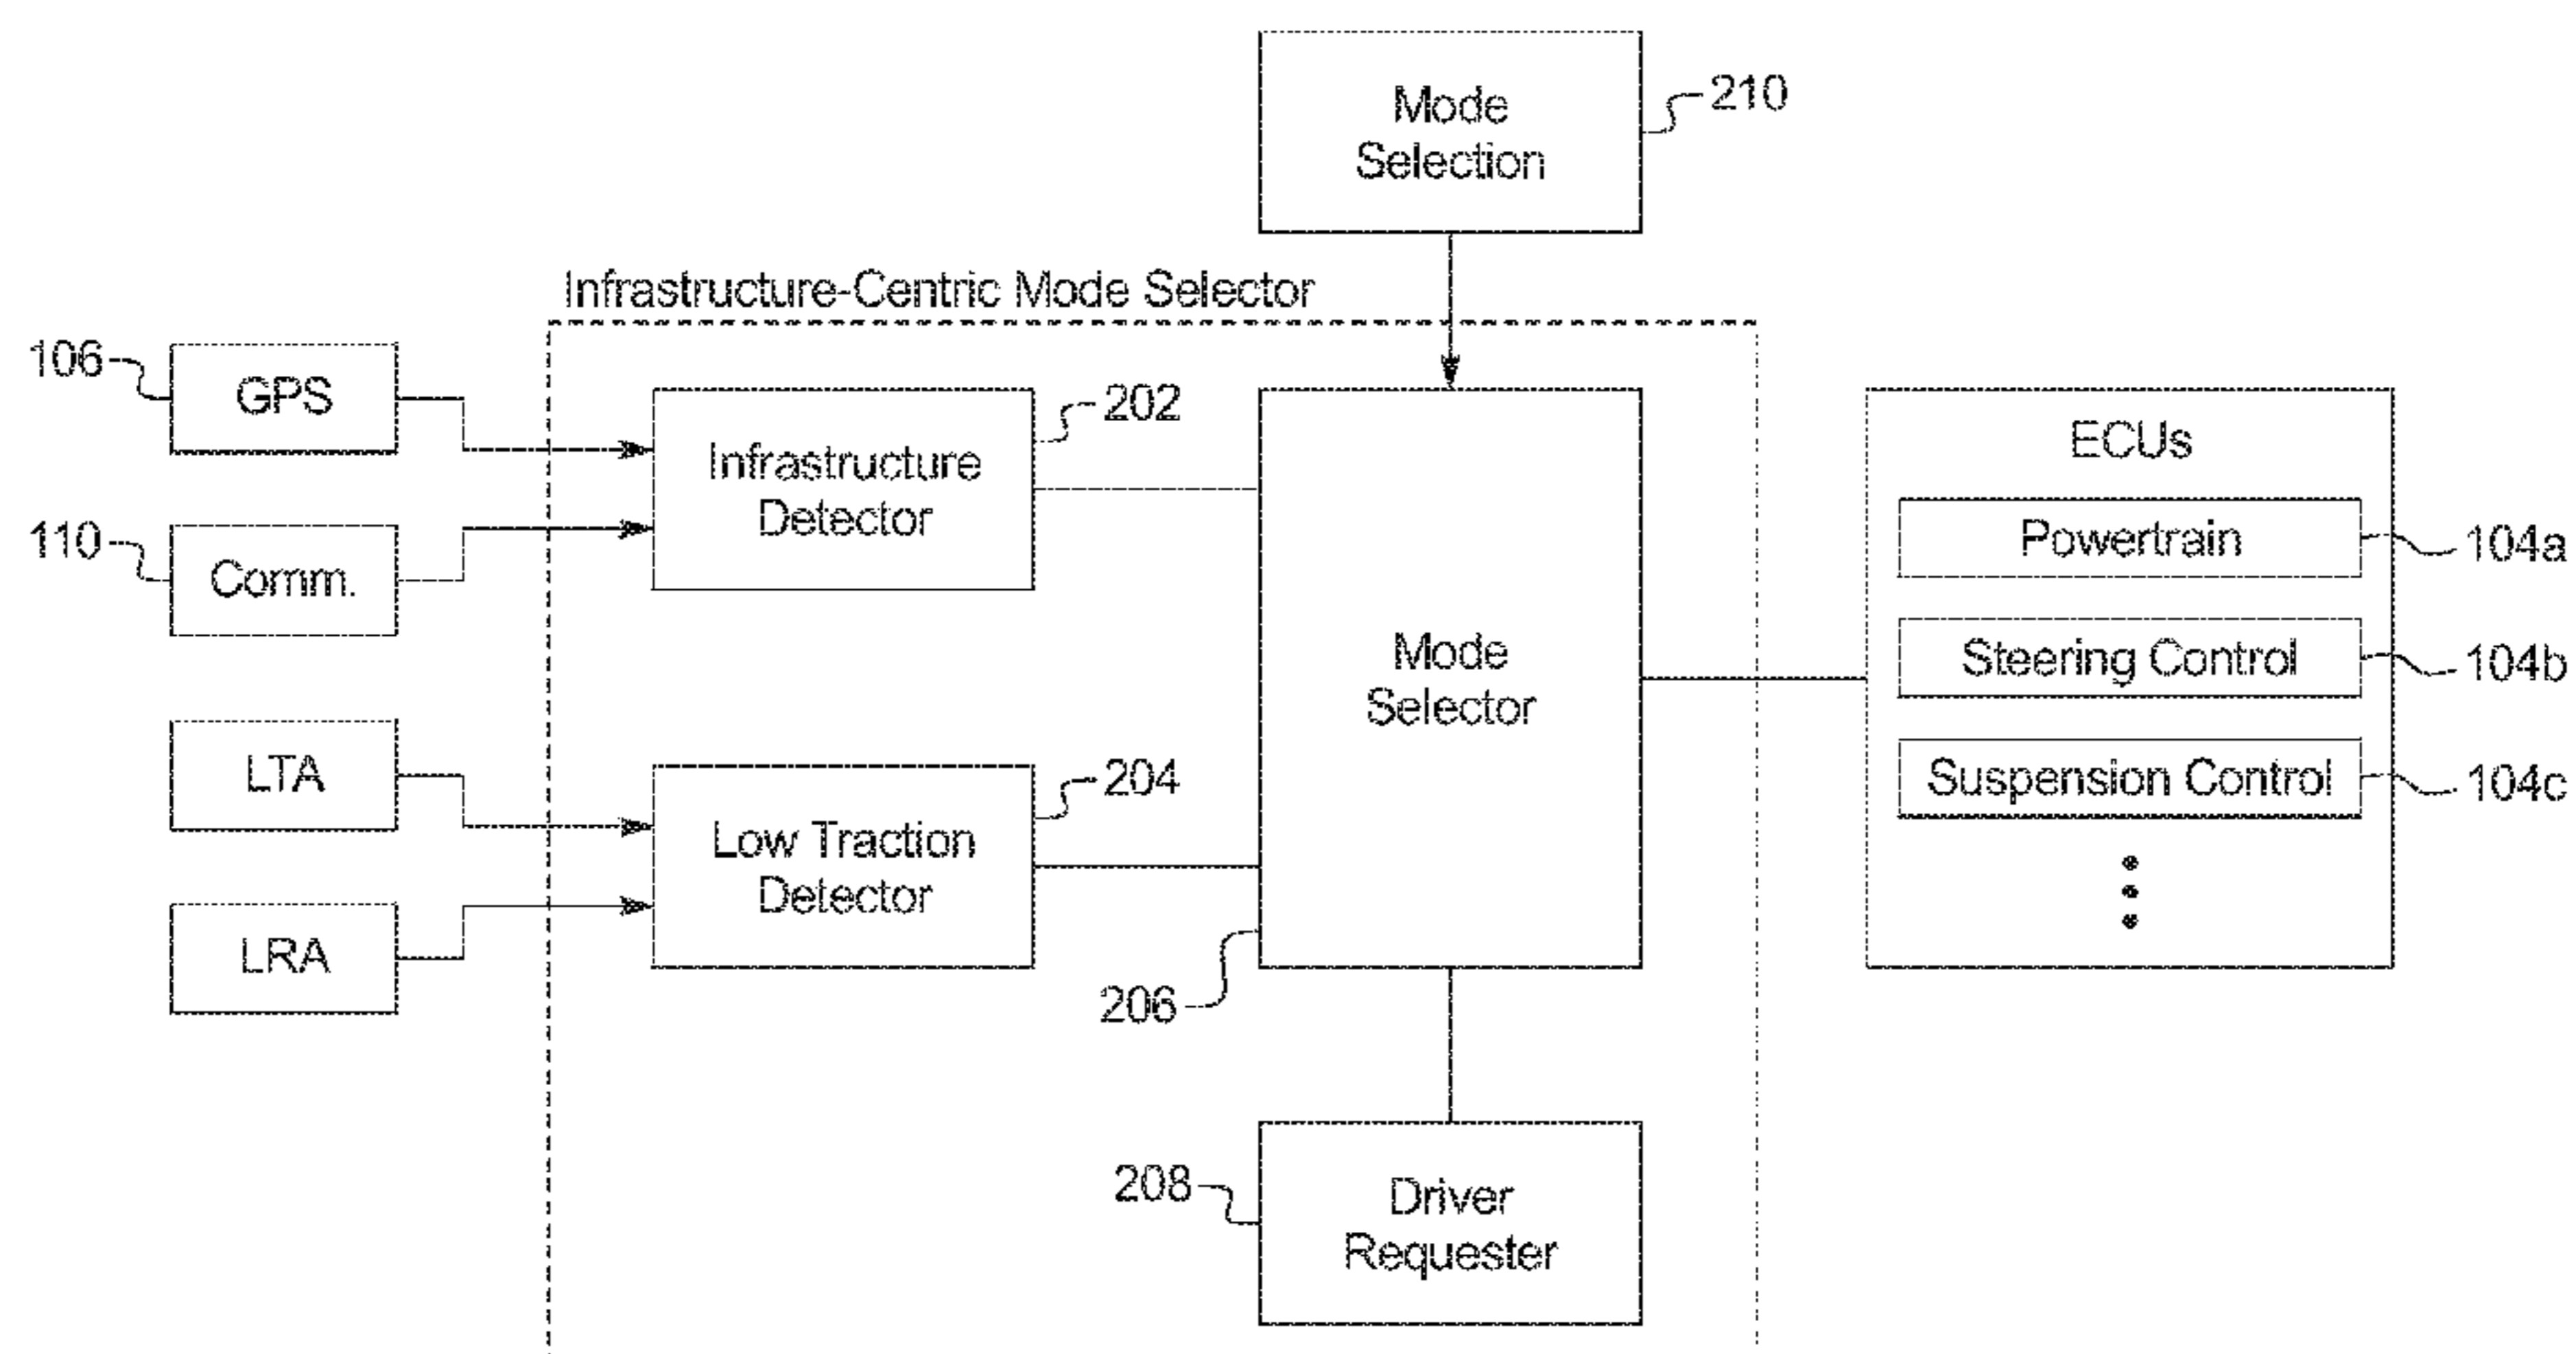 Mode
Selection
210
Infrastructure-Centric Mode Selector
106
GPS
110
Comm.
LTA
LRA
Infrastructure
Detector
202
Low Traction
Detector
204
Mode
Selector
206
Driver
Requester
208
ECUs
Powertrain
104a
Steering Control
104b
Suspension Control
104c